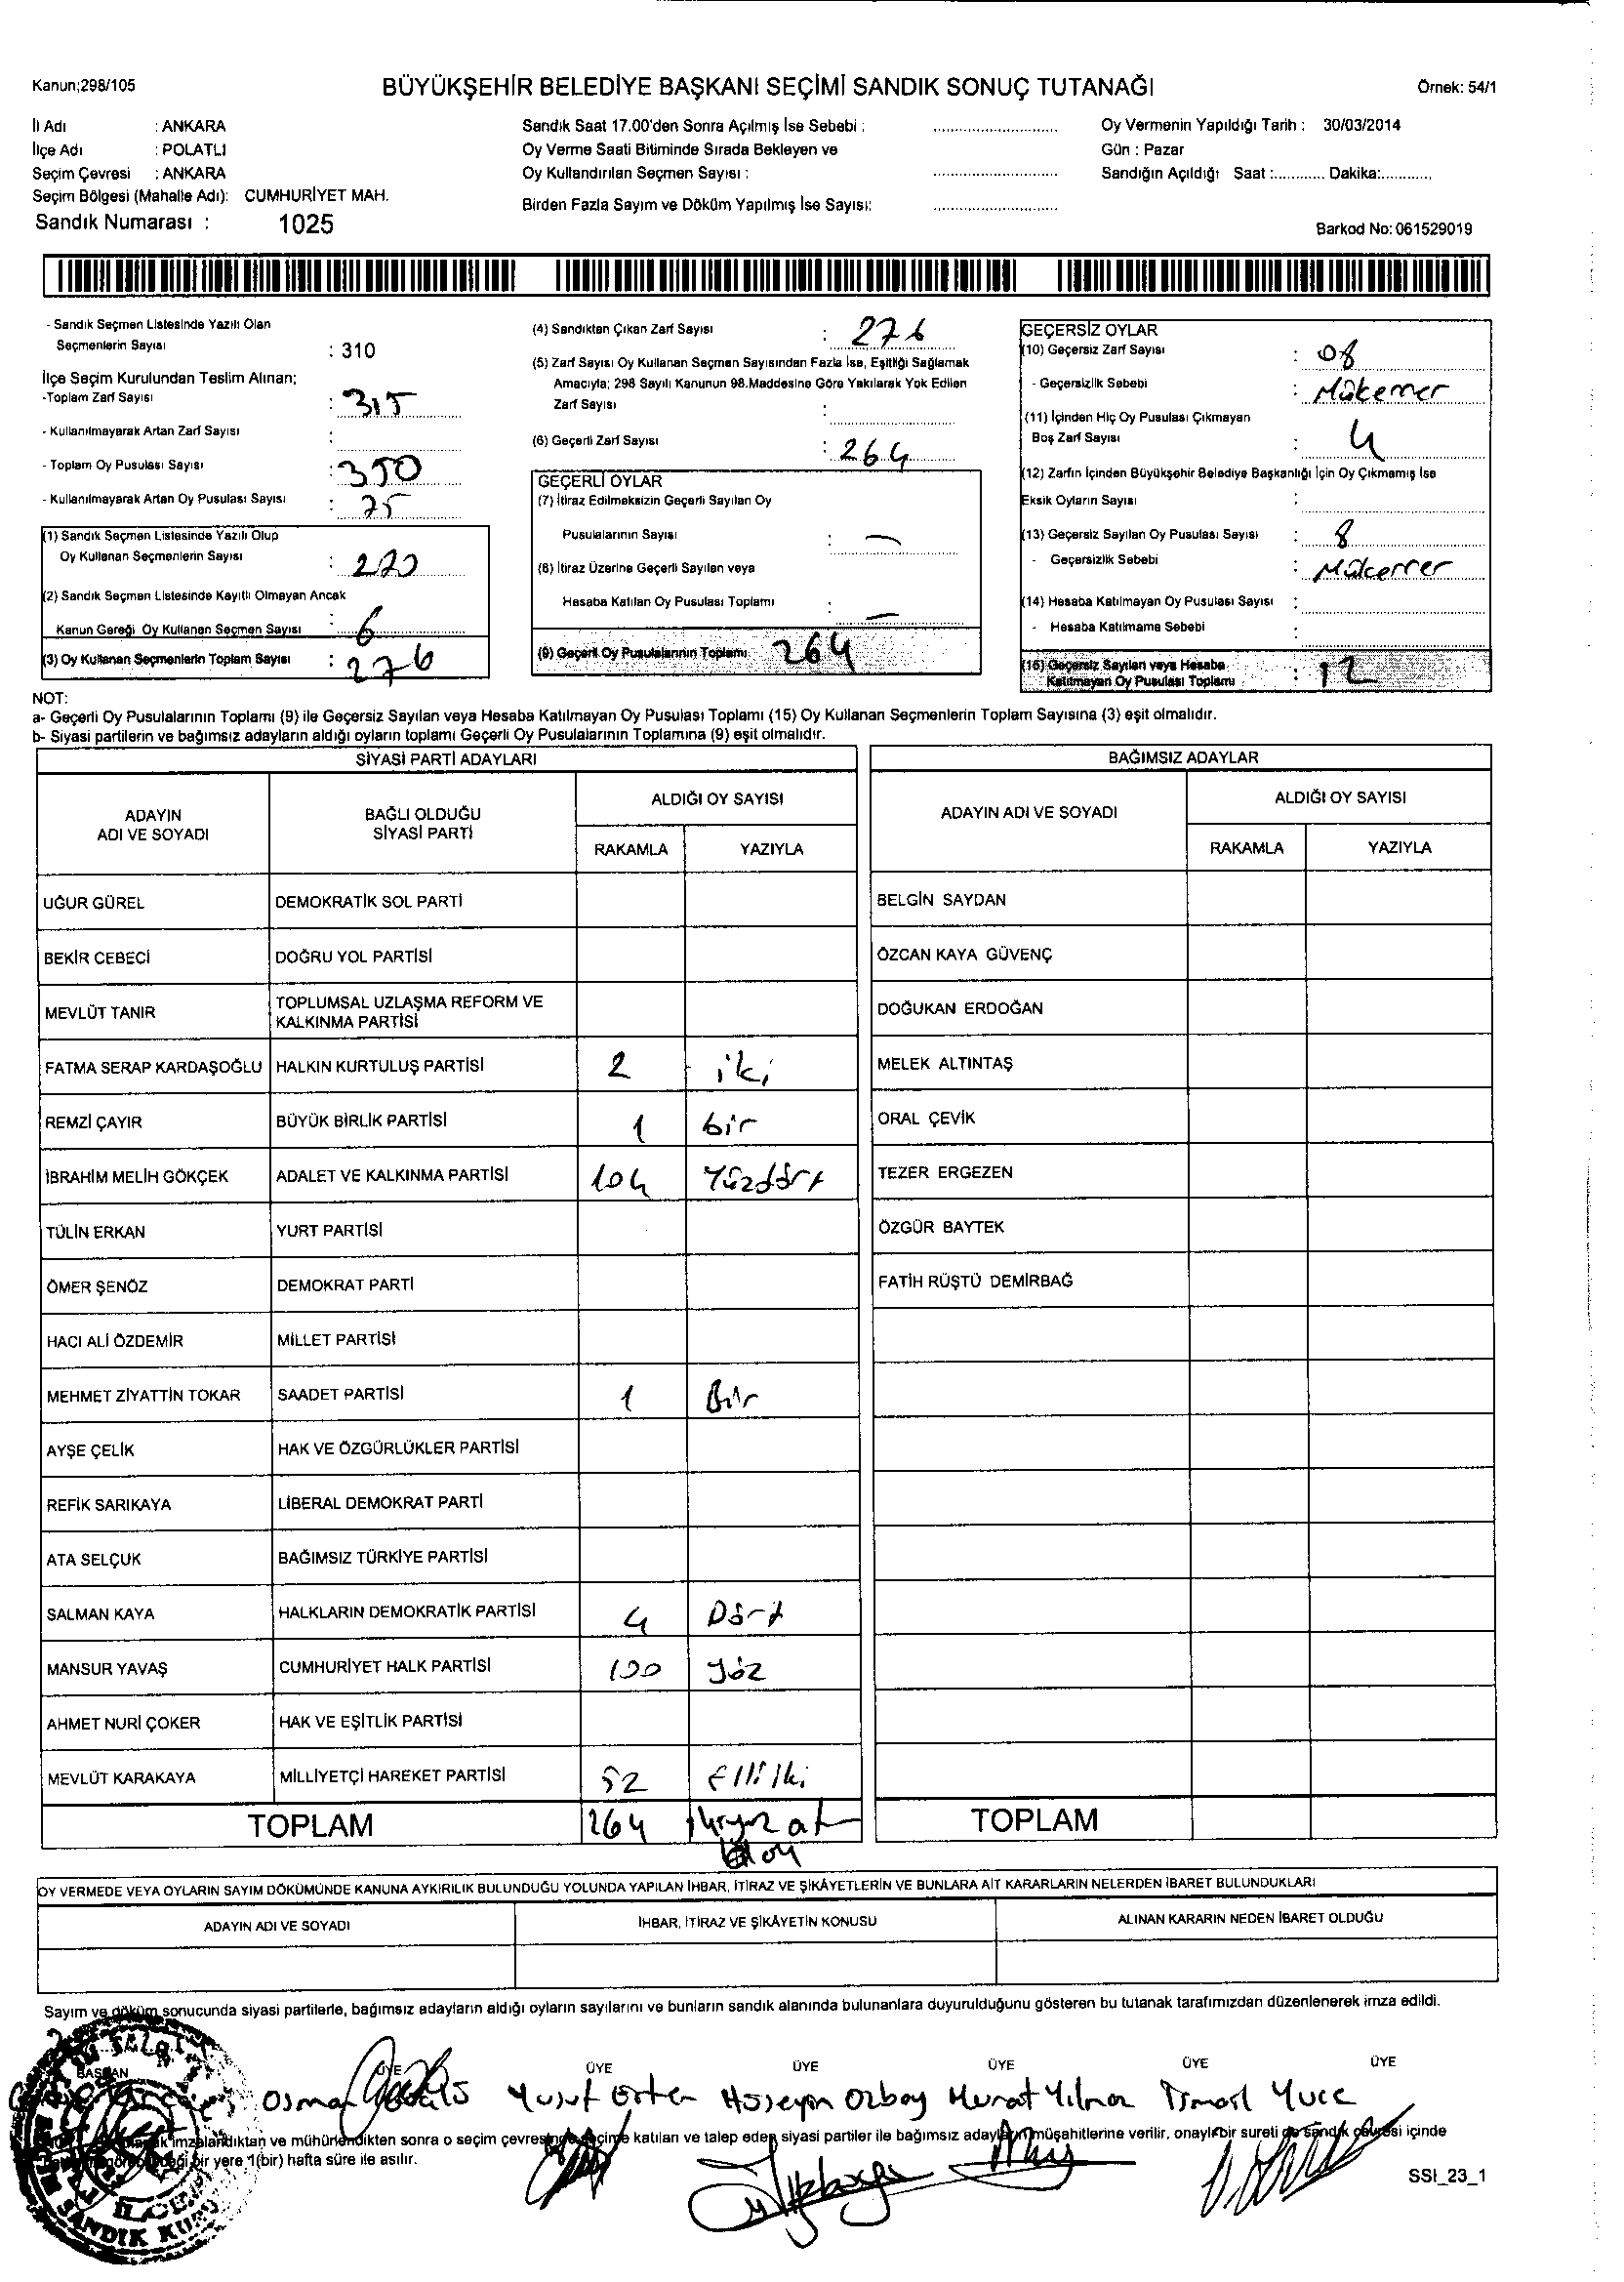 Kanun;298/105
BÜYÜKŞEHİR BELEDİYE BAŞKANI SEÇİMİ SANDIK SONUÇ TUTANAĞI
Örnek: 54/1
İl Adı : ANKARA
İlçe Adı : POLATLI
Seçim Çevresi : ANKARA
Seçim Bölgesi (Mahalle Adı): CUMHURİYET MAH.
Sandık Numarası : 1025
Sandık Saat 17.00'den Sonra Açılmış İse Sebebi : ............................
Oy Verme Saati Bitiminde Sırada Bekleyen ve
Oy Kullandırılan Seçmen Sayısı : ............................
Birden Fazla Sayım ve Döküm Yapılmış İse Sayısı: ............................
Oy Vermenin Yapıldığı Tarih : 30/03/2014
Gün : Pazar
Sandığın Açıldığı Saat :............ Dakika:............
Barkod No: 061529019
- Sandık Seçmen Listesinde Yazılı Olan
Seçmenlerin Sayısı : 310
İlçe Seçim Kurulundan Teslim Alınan;
-Toplam Zarf Sayısı : 315
- Kullanılmayarak Artan Zarf Sayısı :
- Toplam Oy Pusulası Sayısı : 350
- Kullanılmayarak Artan Oy Pusulası Sayısı : 75
(1) Sandık Seçmen Listesinde Yazılı Olup
Oy Kullanan Seçmenlerin Sayısı : 270
(2) Sandık Seçmen Listesinde Kayıtlı Olmayan Ancak
Kanun Gereği Oy Kullanan Seçmen Sayısı : 6
(3) Oy Kullanan Seçmenlerin Toplam Sayısı : 276
(4) Sandıktan Çıkan Zarf Sayısı : 276
(5) Zarf Sayısı Oy Kullanan Seçmen Sayısından Fazla İse, Eşitliği Sağlamak
Amacıyla; 298 Sayılı Kanunun 98.Maddesine Göre Yakılarak Yok Edilen
Zarf Sayısı :
(6) Geçerli Zarf Sayısı : 264
GEÇERLİ OYLAR
(7) İtiraz Edilmeksizin Geçerli Sayılan Oy
Pusulalarının Sayısı : —
(8) İtiraz Üzerine Geçerli Sayılan veya
Hesaba Katılan Oy Pusulası Toplamı : —
(9) Geçerli Oy Pusulalarının Toplamı 264
GEÇERSİZ OYLAR
(10) Geçersiz Zarf Sayısı : 08
- Geçersizlik Sebebi : Mükerrer
(11) İçinden Hiç Oy Pusulası Çıkmayan
Boş Zarf Sayısı : 4
(12) Zarfın İçinden Büyükşehir Belediye Başkanlığı İçin Oy Çıkmamış İse
Eksik Oyların Sayısı :
(13) Geçersiz Sayılan Oy Pusulası Sayısı : 8
- Geçersizlik Sebebi : Mükerrer
(14) Hesaba Katılmayan Oy Pusulası Sayısı :
- Hesaba Katılmama Sebebi :
(15) Geçersiz Sayılan veya Hesaba
Katılmayan Oy Pusulası Toplamı : 12
NOT:
a- Geçerli Oy Pusulalarının Toplamı (9) ile Geçersiz Sayılan veya Hesaba Katılmayan Oy Pusulası Toplamı (15) Oy Kullanan Seçmenlerin Toplam Sayısına (3) eşit olmalıdır.
b- Siyasi partilerin ve bağımsız adayların aldığı oyların toplamı Geçerli Oy Pusulalarının Toplamına (9) eşit olmalıdır.
SİYASİ PARTİ ADAYLARI
ADAYIN ADI VE SOYADI
BAĞLI OLDUĞU SİYASİ PARTİ
ALDIĞI OY SAYISI
RAKAMLA YAZIYLA
UĞUR GÜREL DEMOKRATİK SOL PARTİ
BEKİR CEBECİ DOĞRU YOL PARTİSİ
MEVLÜT TANIR TOPLUMSAL UZLAŞMA REFORM VE
KALKINMA PARTİSİ
FATMA SERAP KARDAŞOĞLU HALKIN KURTULUŞ PARTİSİ 2 iki
REMZİ ÇAYIR BÜYÜK BİRLİK PARTİSİ 1 bir
İBRAHİM MELİH GÖKÇEK ADALET VE KALKINMA PARTİSİ 104 Yüzdört
TÜLİN ERKAN YURT PARTİSİ
ÖMER ŞENÖZ DEMOKRAT PARTİ
HACI ALİ ÖZDEMİR MİLLET PARTİSİ
MEHMET ZİYATTİN TOKAR SAADET PARTİSİ 1 Bir
AYŞE ÇELİK HAK VE ÖZGÜRLÜKLER PARTİSİ
REFİK SARIKAYA LİBERAL DEMOKRAT PARTİ
ATA SELÇUK BAĞIMSIZ TÜRKİYE PARTİSİ
SALMAN KAYA HALKLARIN DEMOKRATİK PARTİSİ 4 Dört
MANSUR YAVAŞ CUMHURİYET HALK PARTİSİ 100 yüz
AHMET NURİ ÇOKER HAK VE EŞİTLİK PARTİSİ
MEVLÜT KARAKAYA MİLLİYETÇİ HAREKET PARTİSİ 52 Elli iki
TOPLAM 264
BAĞIMSIZ ADAYLAR
ADAYIN ADI VE SOYADI
ALDIĞI OY SAYISI
RAKAMLA YAZIYLA
BELGİN SAYDAN
ÖZCAN KAYA GÜVENÇ
DOĞUKAN ERDOĞAN
MELEK ALTINTAŞ
ORAL ÇEVİK
TEZER ERGEZEN
ÖZGÜR BAYTEK
FATİH RÜŞTÜ DEMİRBAĞ
TOPLAM
OY VERMEDE VEYA OYLARIN SAYIM DÖKÜMÜNDE KANUNA AYKIRILIK BULUNDUĞU YOLUNDA YAPILAN İHBAR, İTİRAZ VE ŞİKÂYETLERİN VE BUNLARA AİT KARARLARIN NELERDEN İBARET BULUNDUKLARI
ADAYIN ADI VE SOYADI İHBAR, İTİRAZ VE ŞİKÂYETİN KONUSU ALINAN KARARIN NEDEN İBARET OLDUĞU
Sayım ve döküm sonucunda siyasi partilerle, bağımsız adayların aldığı oyların sayılarını ve bunların sandık alanında bulunanlara duyurulduğunu gösteren bu tutanak tarafımızdan düzenlenerek imza edildi.
BAŞKAN ÜYE ÜYE ÜYE ÜYE ÜYE ÜYE
Osman Yusuf Hüseyin Ozbay Murat Yılmaz İsmail Yuce
imzalandıktan ve mühürlendikten sonra o seçim çevresinde seçime katılan ve talep eden siyasi partiler ile bağımsız adayların müşahitlerine verilir, onaylı bir sureti de sandık çevresi içinde
bir yere 1(bir) hafta süre ile asılır.
SSI_23_1